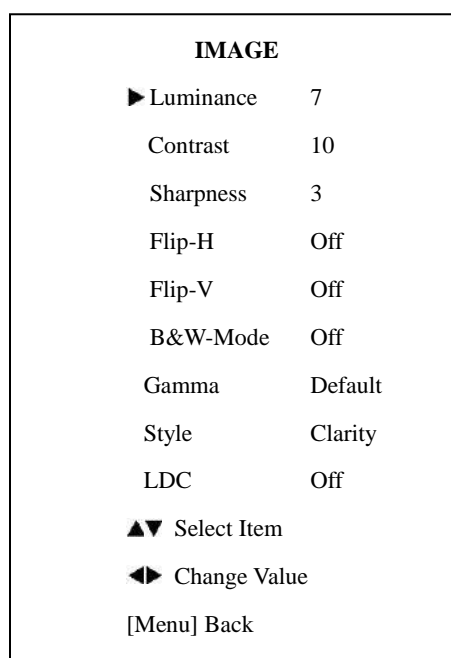 IMAGE
▶Luminance 7
Contrast 10
Sharpness 3
Flip-H Off
Flip-V Off
B&W-Mode Off
Gamma Default
Style Clarity
LDC Off
▲▼ Select Item
◀▶ Change Value
[Menu] Back